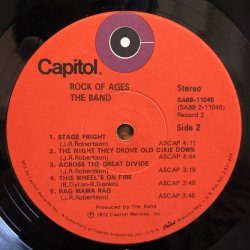 Capitol®
ROCK OF AGES
THE BAND
Stereo
SABB-11045
(SABB 2-11045)
Record 2
Side 2
1. STAGE FRIGHT
(J.R. Robertson) ASCAP 4:11
2. THE NIGHT THEY DROVE OLD DIXIE DOWN
(J.R. Robertson) ASCAP 4:44
3. ACROSS THE GREAT DIVIDE
(J.R. Robertson) ASCAP 3:19
4. THIS WHEEL'S ON FIRE
(B. Dylan-R. Danko) ASCAP 3:40
5. RAG MAMA RAG
(J.R. Robertson) ASCAP 3:45
Produced by The Band
℗ 1972 Capitol Records, Inc.